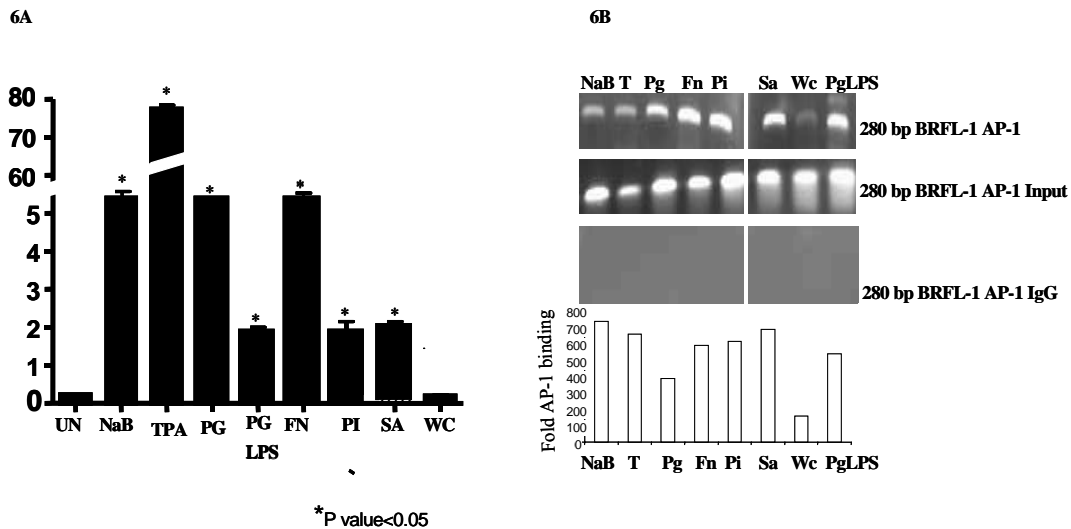 6A
80
70
60
5
4
3
2
1
0
* * * * * * *
UN NaB TPA PG PG LPS FN PI SA WC
*P value<0.05
6B
NaB T Pg Fn Pi Sa Wc PgLPS
280 bp BRFL-1 AP-1
280 bp BRFL-1 AP-1 Input
280 bp BRFL-1 AP-1 IgG
Fold AP-1 binding
800
700
600
500
400
300
200
100
0
NaB T Pg Fn Pi Sa Wc PgLPS